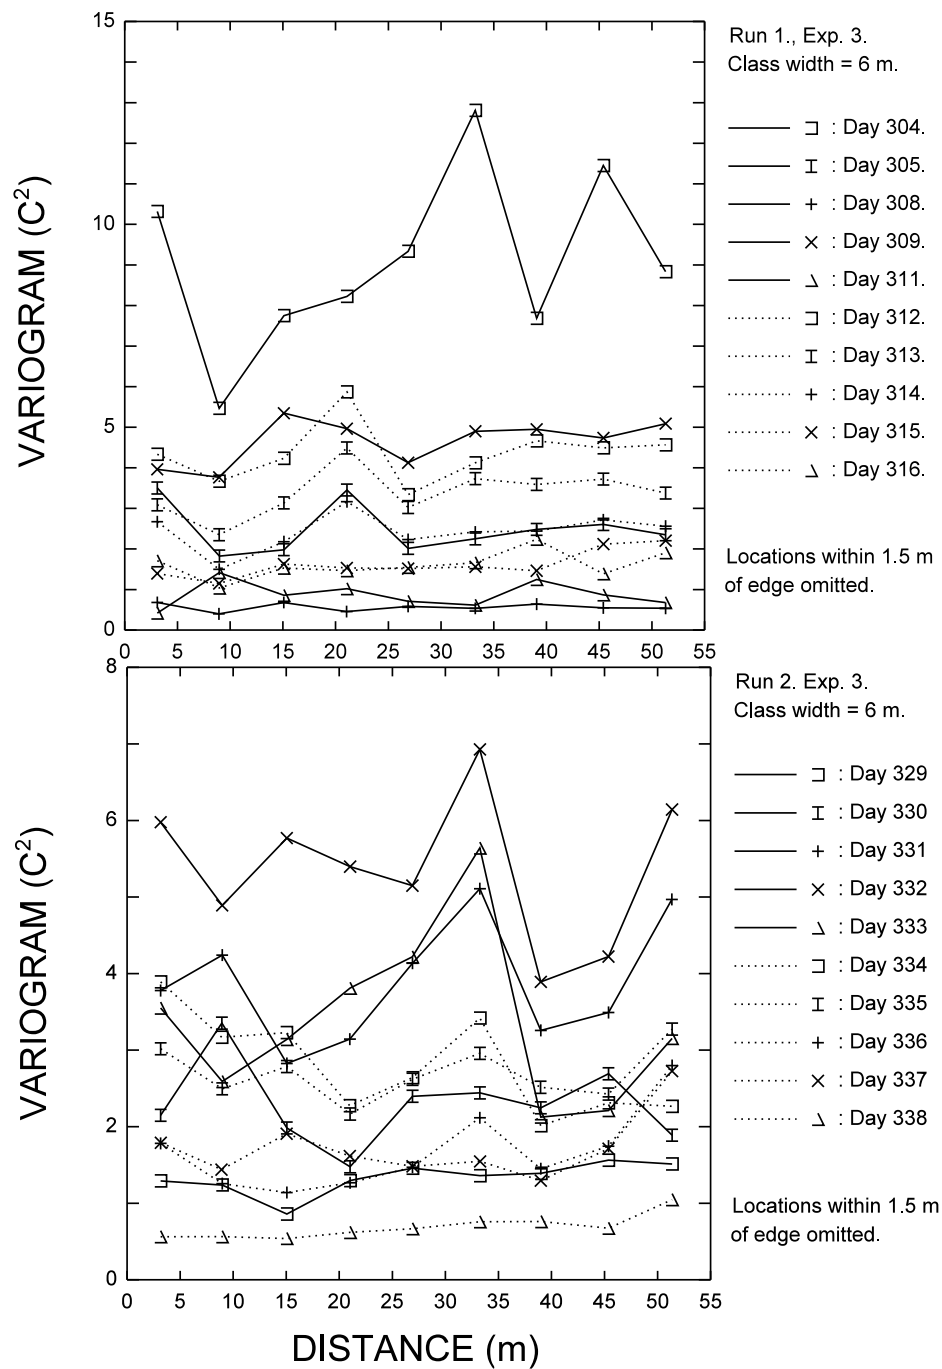 15
10
5
0
VARIOGRAM (C²)
0 5 10 15 20 25 30 35 40 45 50 55
Run 1., Exp. 3.
Class width = 6 m.
: Day 304.
: Day 305.
: Day 308.
: Day 309.
: Day 311.
: Day 312.
: Day 313.
: Day 314.
: Day 315.
: Day 316.
Locations within 1.5 m
of edge omitted.
8
6
4
2
0
VARIOGRAM (C²)
0 5 10 15 20 25 30 35 40 45 50 55
DISTANCE (m)
Run 2. Exp. 3.
Class width = 6 m.
: Day 329
: Day 330
: Day 331
: Day 332
: Day 333
: Day 334
: Day 335
: Day 336
: Day 337
: Day 338
Locations within 1.5 m
of edge omitted.